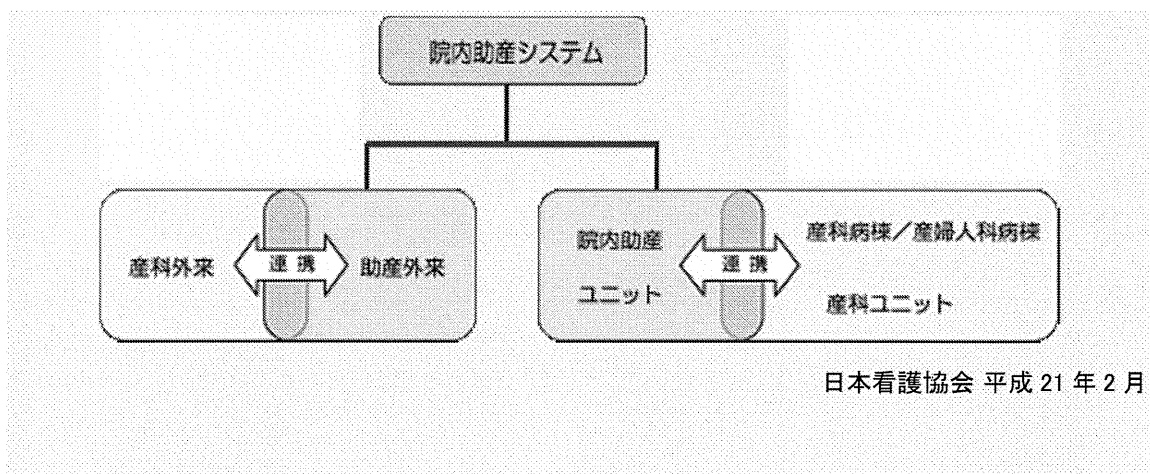 院内助産システム
産科外来
連携
助産外来
院内助産
ユニット
連携
産科病棟／産婦人科病棟
産科ユニット
日本看護協会 平成 21 年 2 月